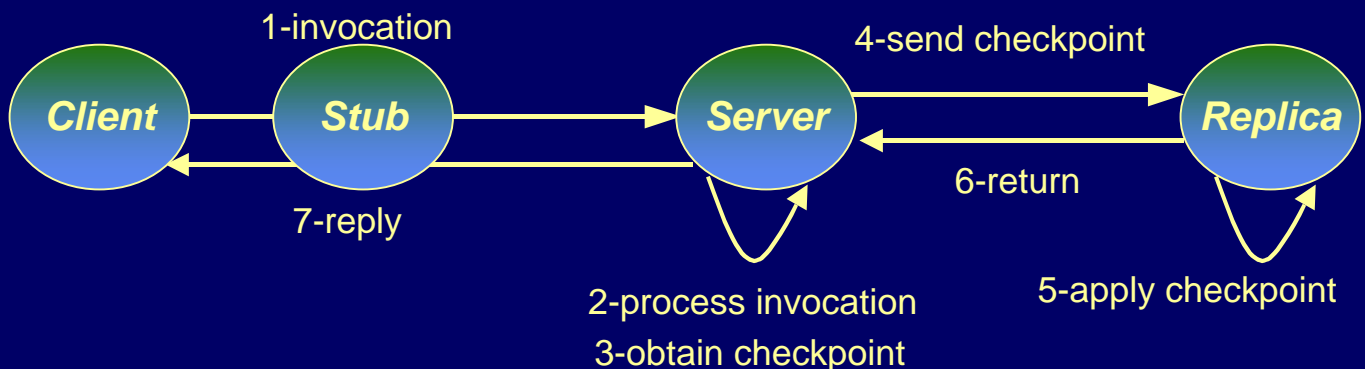 1-invocation
4-send checkpoint
Client
Stub
Server
Replica
6-return
7-reply
2-process invocation
3-obtain checkpoint
5-apply checkpoint